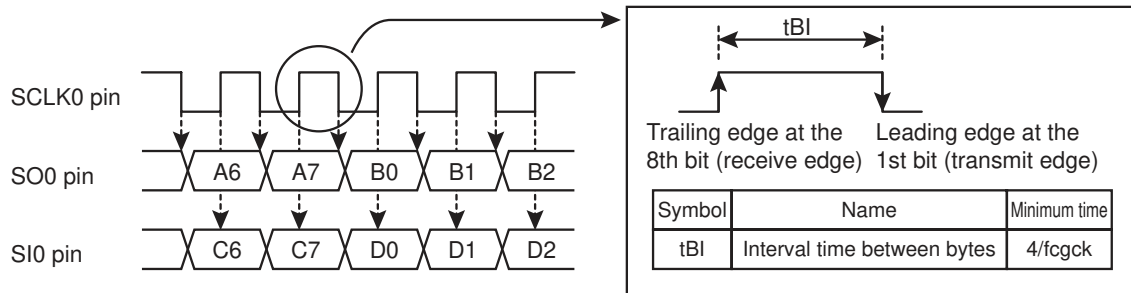 tBI
SCLK0 pin
Trailing edge at the
8th bit (receive edge)
Leading edge at the
1st bit (transmit edge)
SO0 pin
A6 A7 B0 B1 B2
SI0 pin
C6 C7 D0 D1 D2
Symbol Name Minimum time
tBI Interval time between bytes 4/fcgck